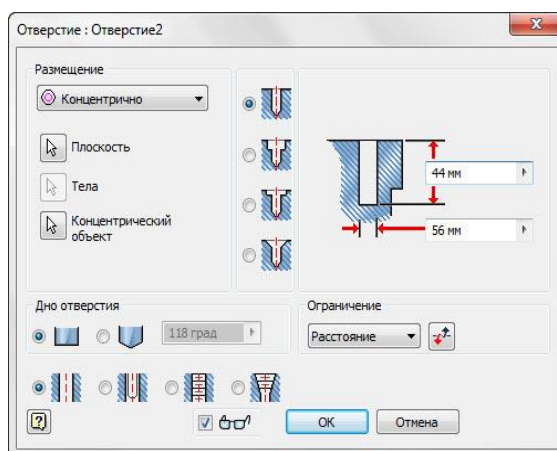 Отверстие : Отверстие2
Размещение
Концентрично
Плоскость
Тела
Концентрический
объект
44 мм
56 мм
Дно отверстия
118 град
Ограничение
Расстояние
?
ОК
Отмена